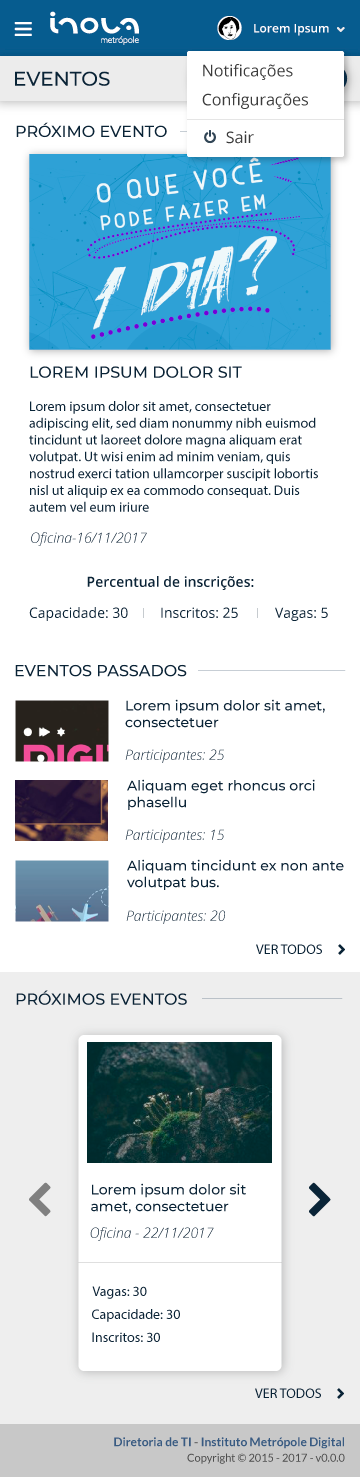 inova
metrópole
Lorem Ipsum
Notificações
Configurações
Sair
EVENTOS
PRÓXIMO EVENTO
O QUE VOCÊ
PODE FAZER EM
1 DIA?
LOREM IPSUM DOLOR SIT
Lorem ipsum dolor sit amet, consectetuer
adipiscing elit, sed diam nonummy nibh euismod
tincidunt ut laoreet dolore magna aliquam erat
volutpat. Ut wisi enim ad minim veniam, quis
nostrud exerci tation ullamcorper suscipit lobortis
nisl ut aliquip ex ea commodo consequat. Duis
autem vel eum iriure
Oficina-16/11/2017
Percentual de inscrições:
Capacidade: 30 Inscritos: 25 Vagas: 5
EVENTOS PASSADOS
DIGI
Lorem ipsum dolor sit amet,
consectetuer
Participantes: 25
Aliquam eget rhoncus orci
phasellu
Participantes: 15
Aliquam tincidunt ex non ante
volutpat bus.
Participantes: 20
VER TODOS
PRÓXIMOS EVENTOS
Lorem ipsum dolor sit
amet, consectetuer
Oficina - 22/11/2017
Vagas: 30
Capacidade: 30
Inscritos: 30
VER TODOS
Diretoria de TI - Instituto Metrópole Digital
Copyright © 2015 - 2017 - v0.0.0